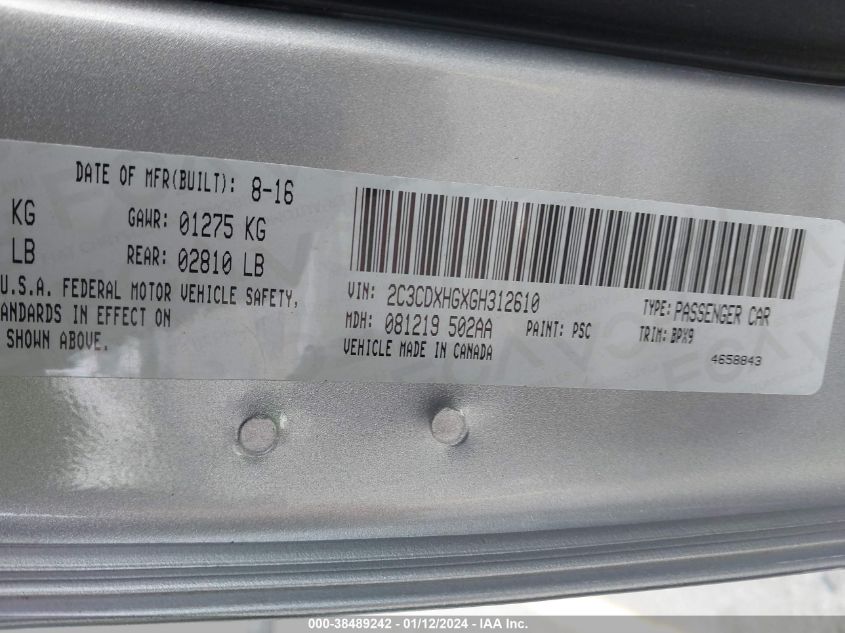 DATE OF MFR(BUILT): 8-16
KG GAWR: 01275 KG
LB REAR: 02810 LB
U.S.A. FEDERAL MOTOR VEHICLE SAFETY,
ANDARDS IN EFFECT ON
SHOWN ABOVE.
VIN: 2C3CDXHGXGH312610 TYPE: PASSENGER CAR
MDH: 081219 502AA PAINT: PSC TRIM: BPX9
VEHICLE MADE IN CANADA 4658843
000-38489242 - 01/12/2024 - IAA Inc.